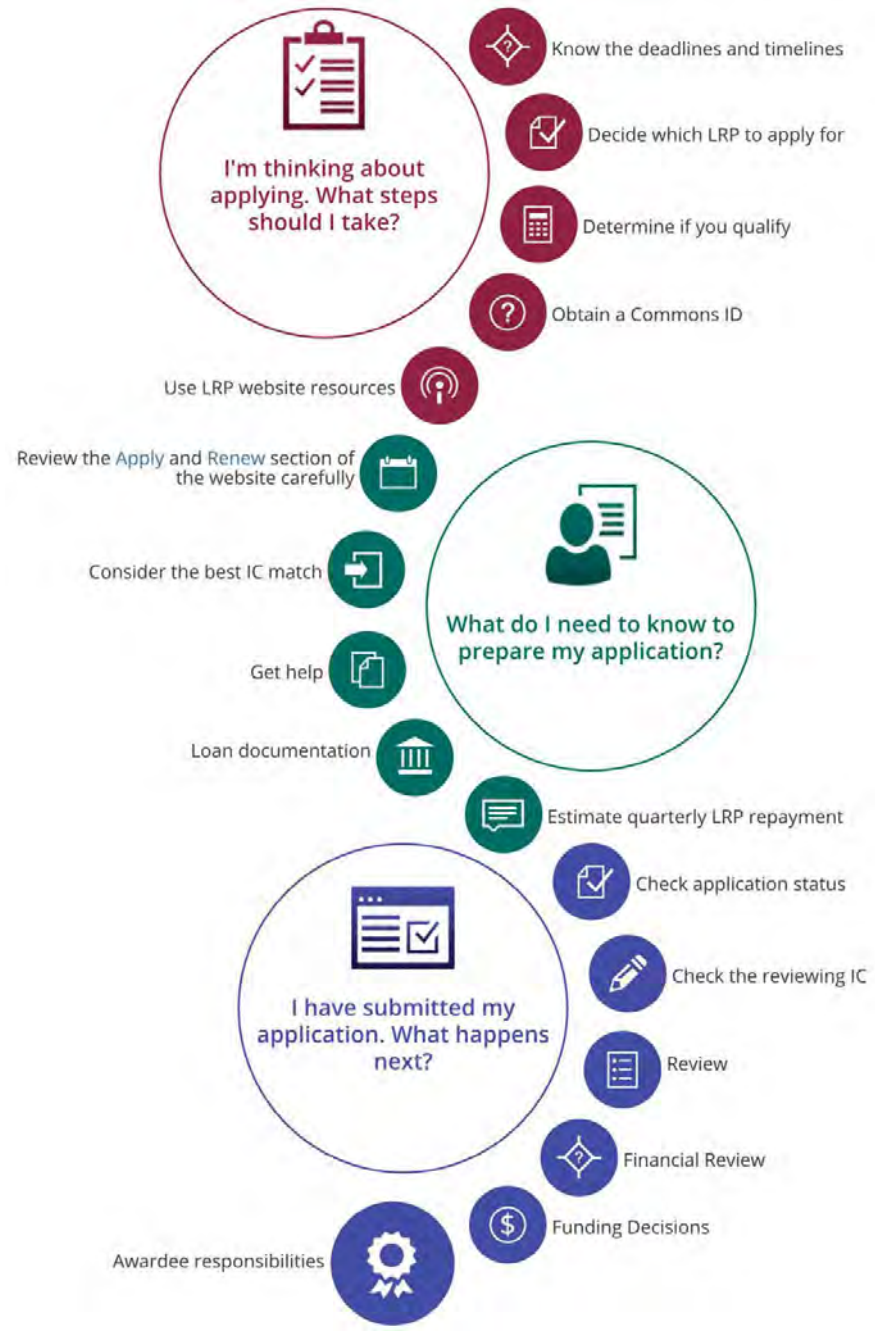 Know the deadlines and timelines
Decide which LRP to apply for
I'm thinking about
applying. What steps
should I take?
Determine if you qualify
Obtain a Commons ID
Use LRP website resources
Review the Apply and Renew section of
the website carefully
Consider the best IC match
What do I need to know to
prepare my application?
Get help
Loan documentation
Estimate quarterly LRP repayment
Check application status
Check the reviewing IC
I have submitted my
application. What happens
next?
Review
Financial Review
Funding Decisions
Awardee responsibilities